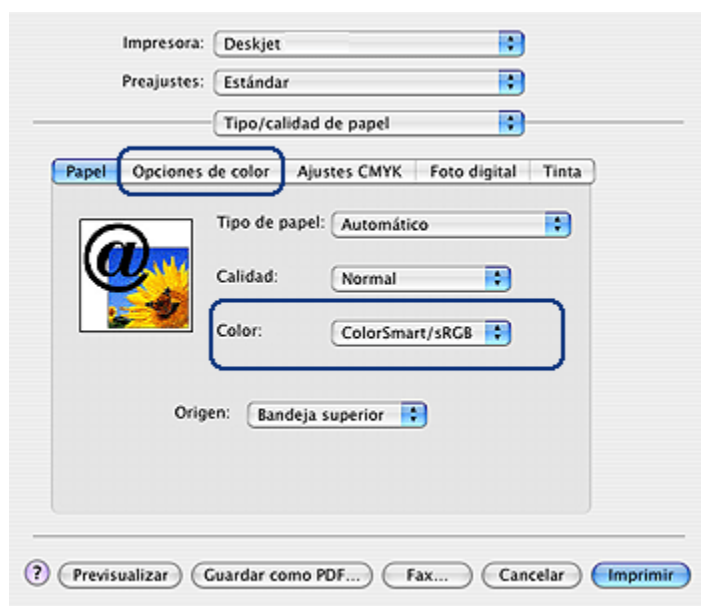 Impresora: Deskjet
Preajustes: Estándar
Tipo/calidad de papel
Papel Opciones de color Ajustes CMYK Foto digital Tinta
Tipo de papel: Automático
@
Calidad: Normal
Color: ColorSmart/sRGB
Origen: Bandeja superior
? Previsualizar Guardar como PDF... Fax... Cancelar Imprimir